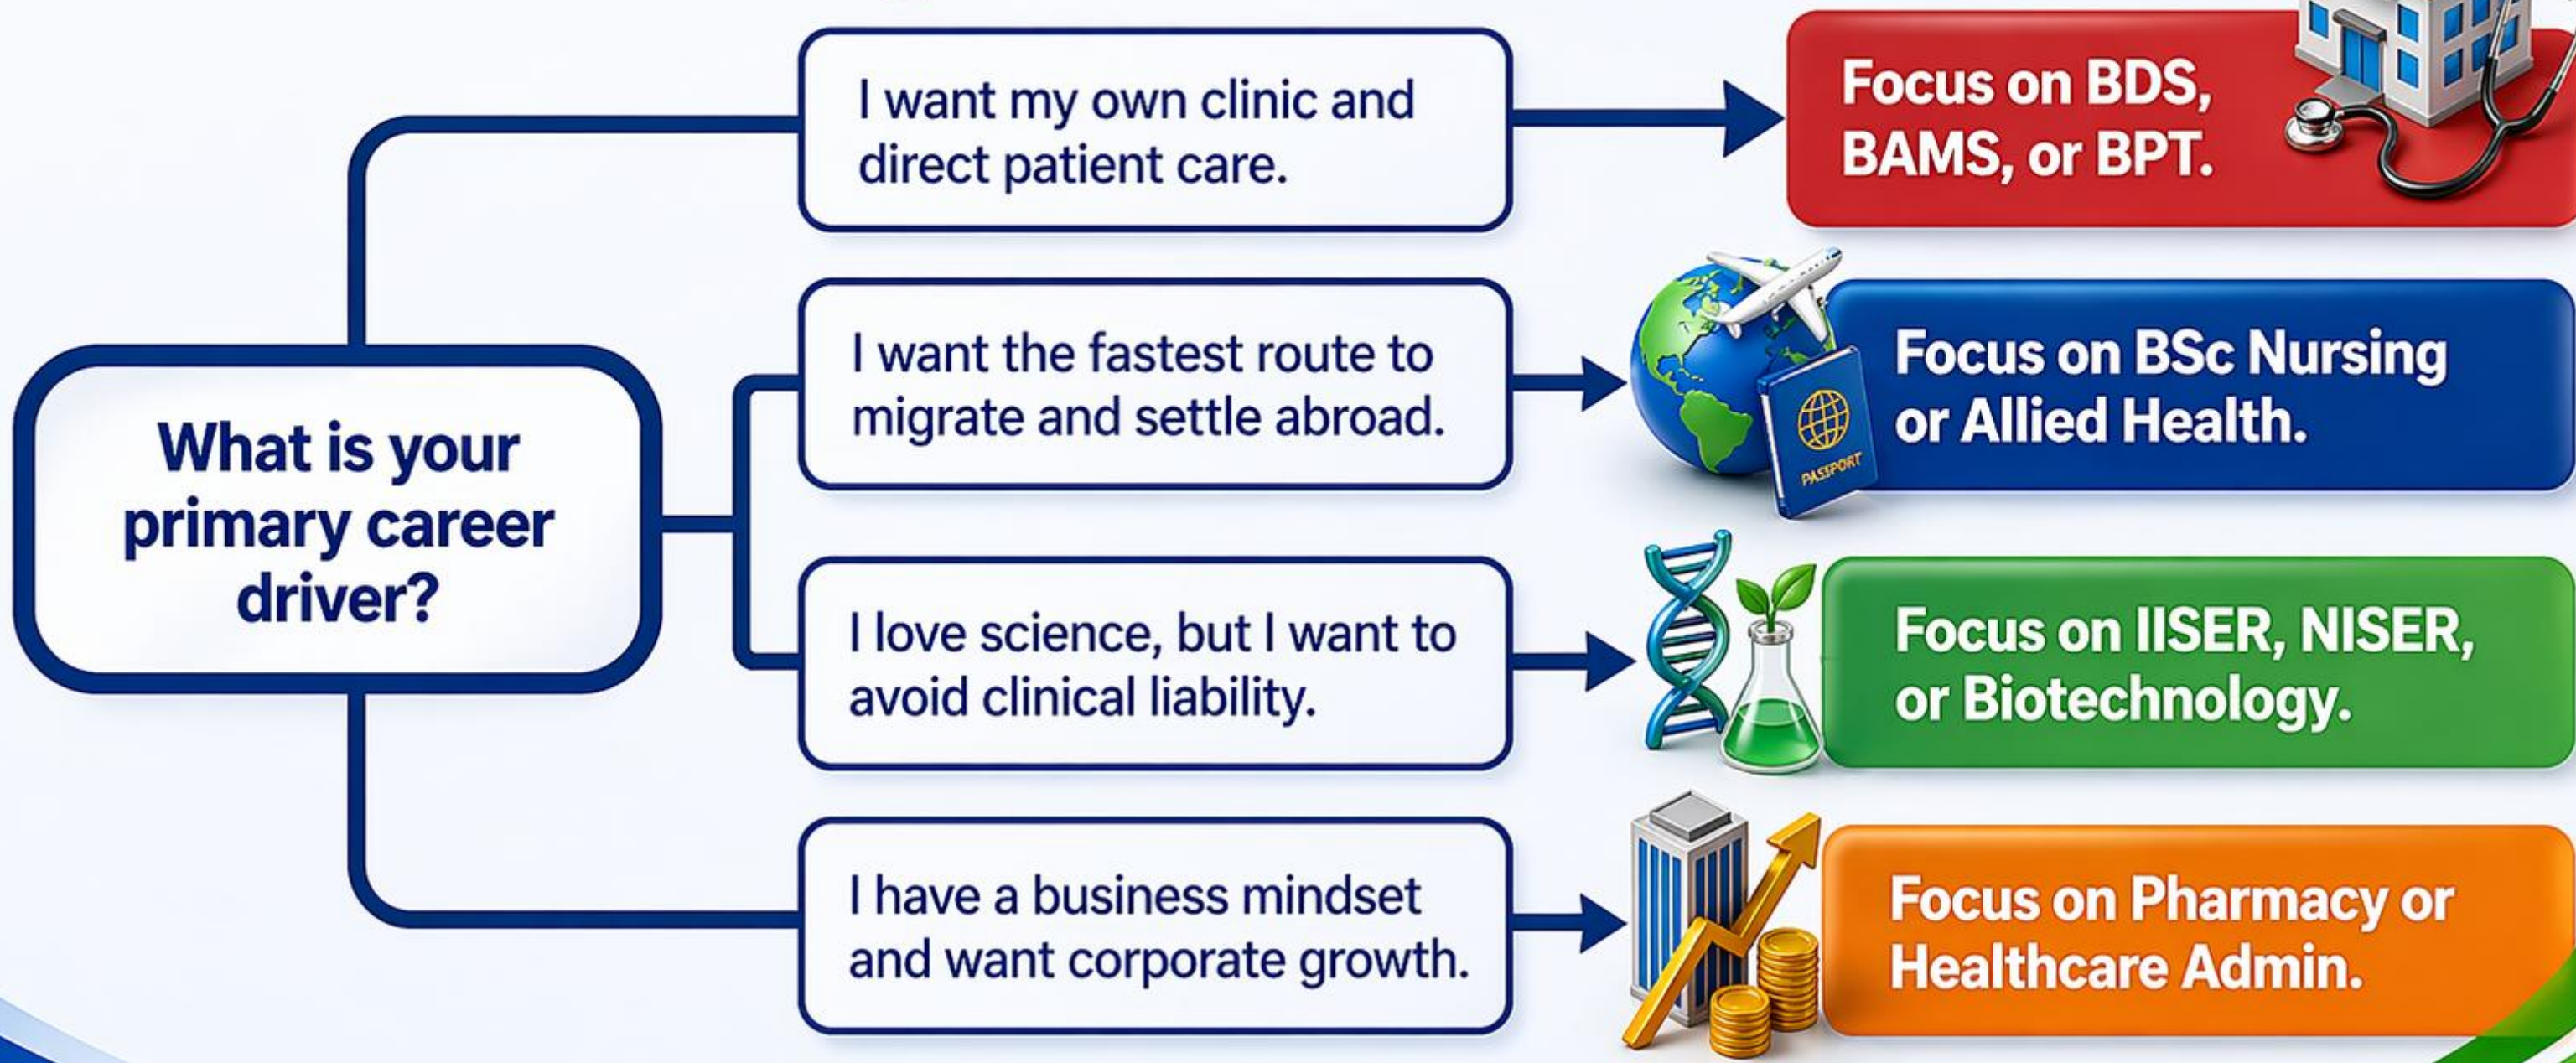 What is your
primary career
driver?
I want my own clinic and
direct patient care.
Focus on BDS,
BAMS, or BPT.
I want the fastest route to
migrate and settle abroad.
PASSPORT
Focus on BSc Nursing
or Allied Health.
I love science, but I want to
avoid clinical liability.
Focus on IISER, NISER,
or Biotechnology.
I have a business mindset
and want corporate growth.
Focus on Pharmacy or
Healthcare Admin.